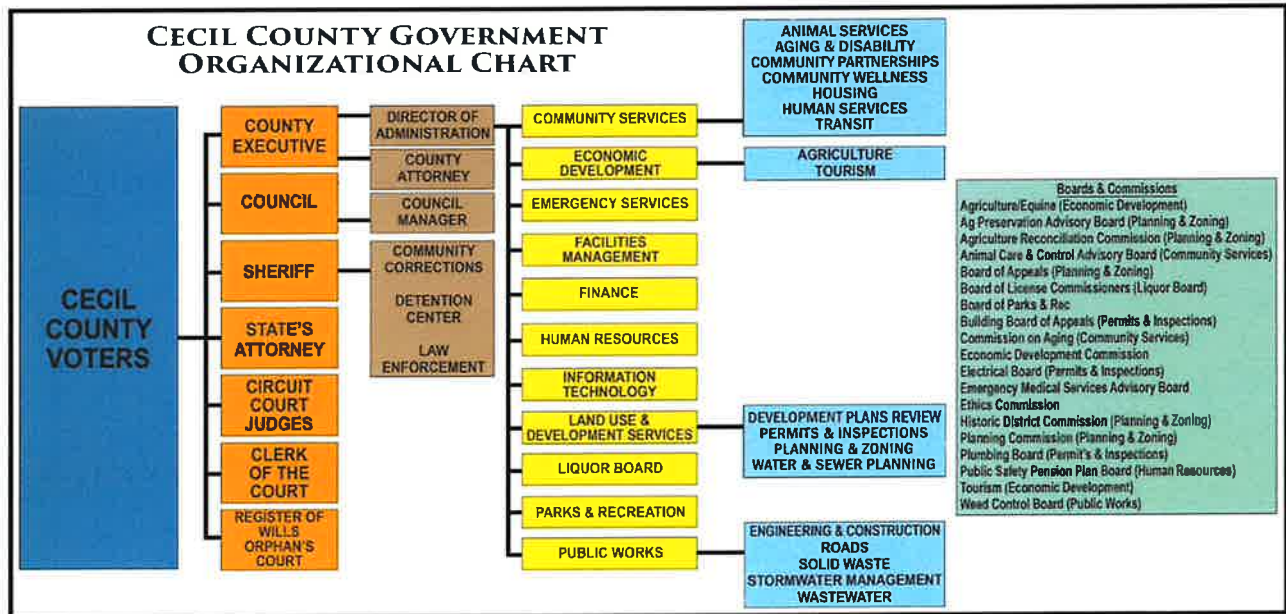 CECIL COUNTY GOVERNMENT
ORGANIZATIONAL CHART
CECIL
COUNTY
VOTERS
COUNTY
EXECUTIVE
COUNCIL
SHERIFF
STATE'S
ATTORNEY
CIRCUIT
COURT
JUDGES
CLERK
OF THE
COURT
REGISTER OF
WILLS
ORPHAN'S
COURT
DIRECTOR OF
ADMINISTRATION
COUNTY
ATTORNEY
COUNCIL
MANAGER
COMMUNITY
CORRECTIONS
DETENTION
CENTER
LAW
ENFORCEMENT
COMMUNITY SERVICES
ECONOMIC
DEVELOPMENT
EMERGENCY SERVICES
FACILITIES
MANAGEMENT
FINANCE
HUMAN RESOURCES
INFORMATION
TECHNOLOGY
LAND USE &
DEVELOPMENT SERVICES
LIQUOR BOARD
PARKS & RECREATION
PUBLIC WORKS
ANIMAL SERVICES
AGING & DISABILITY
COMMUNITY PARTNERSHIPS
COMMUNITY WELLNESS
HOUSING
HUMAN SERVICES
TRANSIT
AGRICULTURE
TOURISM
DEVELOPMENT PLANS REVIEW
PERMITS & INSPECTIONS
PLANNING & ZONING
WATER & SEWER PLANNING
ENGINEERING & CONSTRUCTION
ROADS
SOLID WASTE
STORMWATER MANAGEMENT
WASTEWATER
Boards & Commissions
Agriculture/Equine (Economic Development)
Ag Preservation Advisory Board (Planning & Zoning)
Agriculture Reconciliation Commission (Planning & Zoning)
Animal Care & Control Advisory Board (Community Services)
Board of Appeals (Planning & Zoning)
Board of License Commissioners (Liquor Board)
Board of Parks & Rec
Building Board of Appeals (Permits & Inspections)
Commission on Aging (Community Services)
Economic Development Commission
Electrical Board (Permits & Inspections)
Emergency Medical Services Advisory Board
Ethics Commission
Historic District Commission (Planning & Zoning)
Planning Commission (Planning & Zoning)
Plumbing Board (Permit's & Inspections)
Public Safety Pension Plan Board (Human Resources)
Tourism (Economic Development)
Weed Control Board (Public Works)